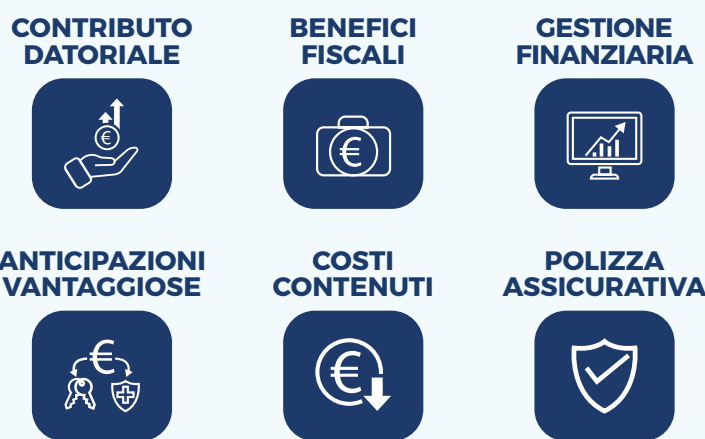 CONTRIBUTO
DATORIALE
BENEFICI
FISCALI
GESTIONE
FINANZIARIA
€
€
ANTICIPAZIONI
VANTAGGIOSE
COSTI
CONTENUTI
POLIZZA
ASSICURATIVA
€
€